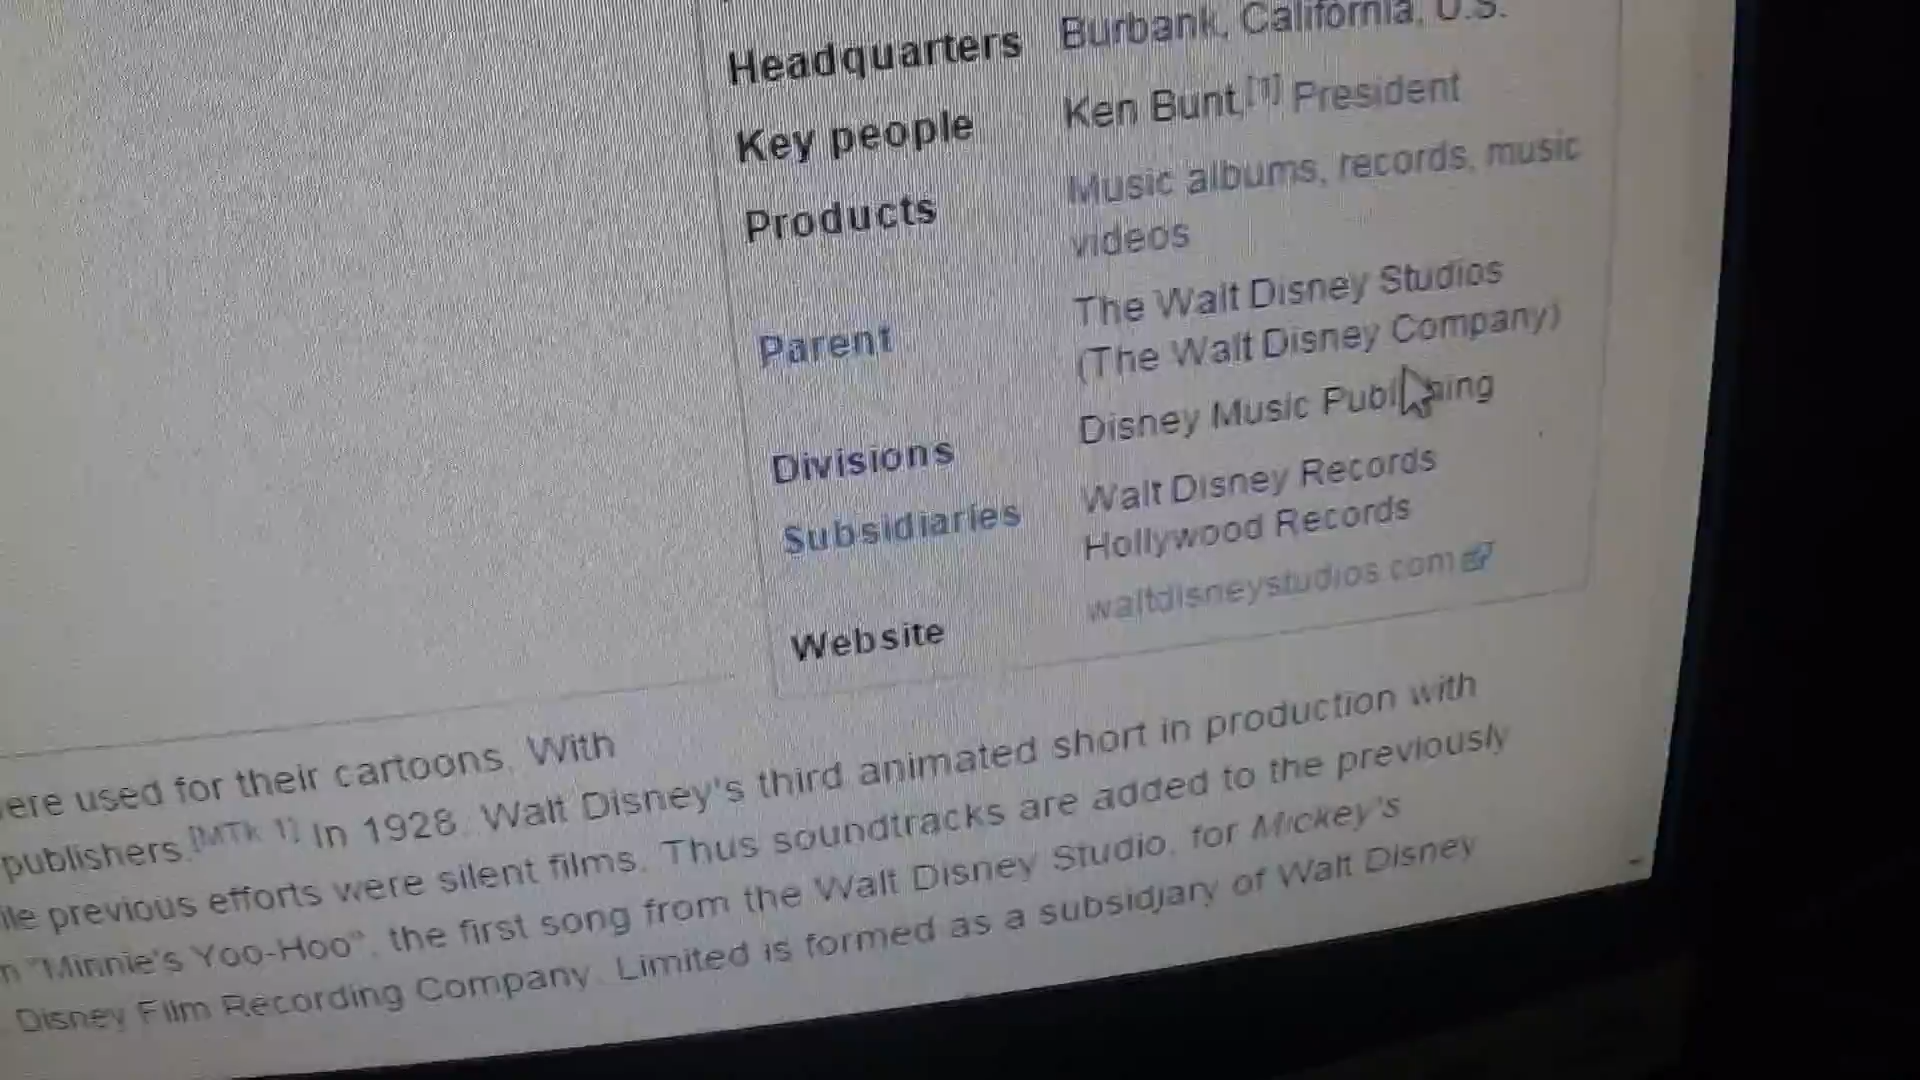 Headquarters Burbank, California, U.S.
Key people Ken Bunt,[1] President
Products Music albums, records, music
videos
Parent The Walt Disney Studios
(The Walt Disney Company)
Divisions Disney Music
Subsidiaries Walt Disney Records
Hollywood Records
Website waltdisneystudios.com
ere used for their cartoons. With
publishers.[MTk 1] In 1928, Walt Disney's third animated short in production with
ile previous efforts were silent films. Thus soundtracks are added to the previously
n "Minnie's Yoo-Hoo", the first song from the Walt Disney Studio, for Mickey's
Disney Film Recording Company, Limited is formed as a subsidiary of Walt Disney